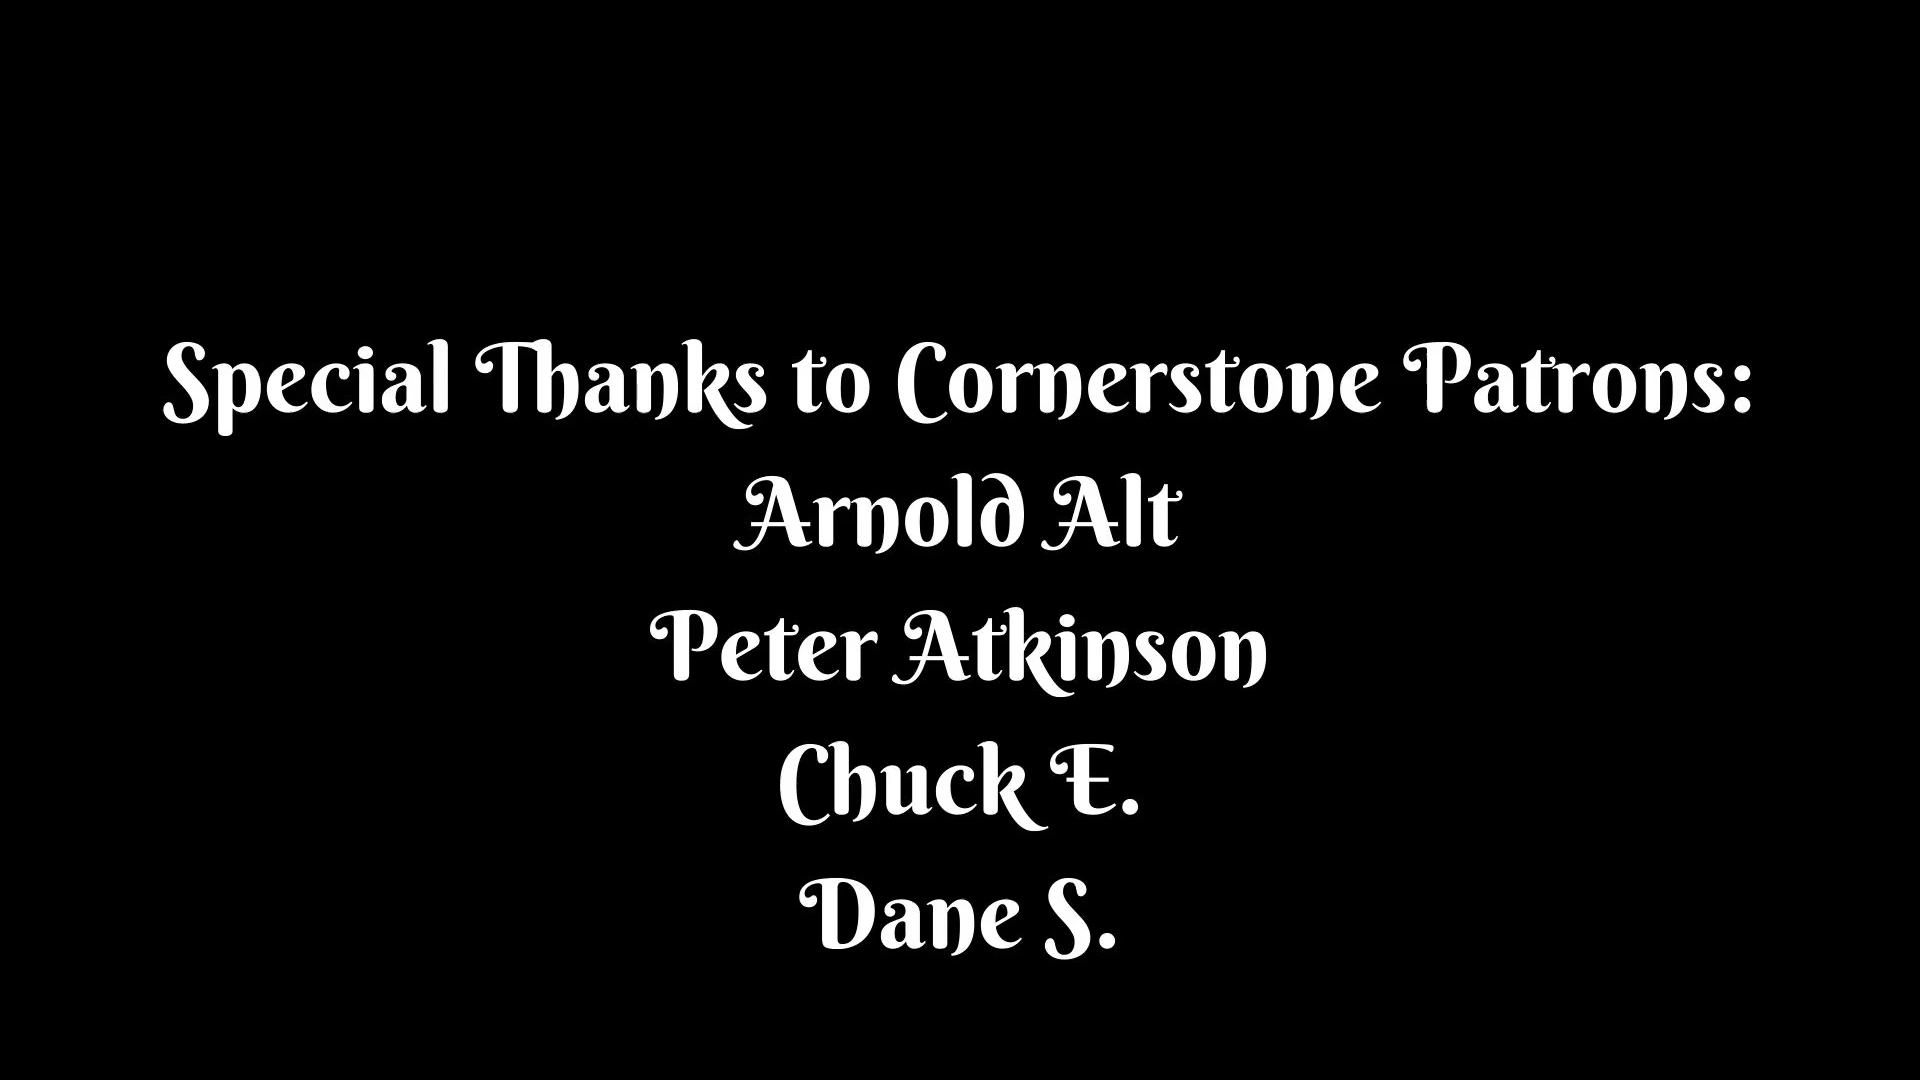 Special Thanks to Cornerstone Patrons:
Arnold Alt
Peter Atkinson
Chuck E.
Dane S.